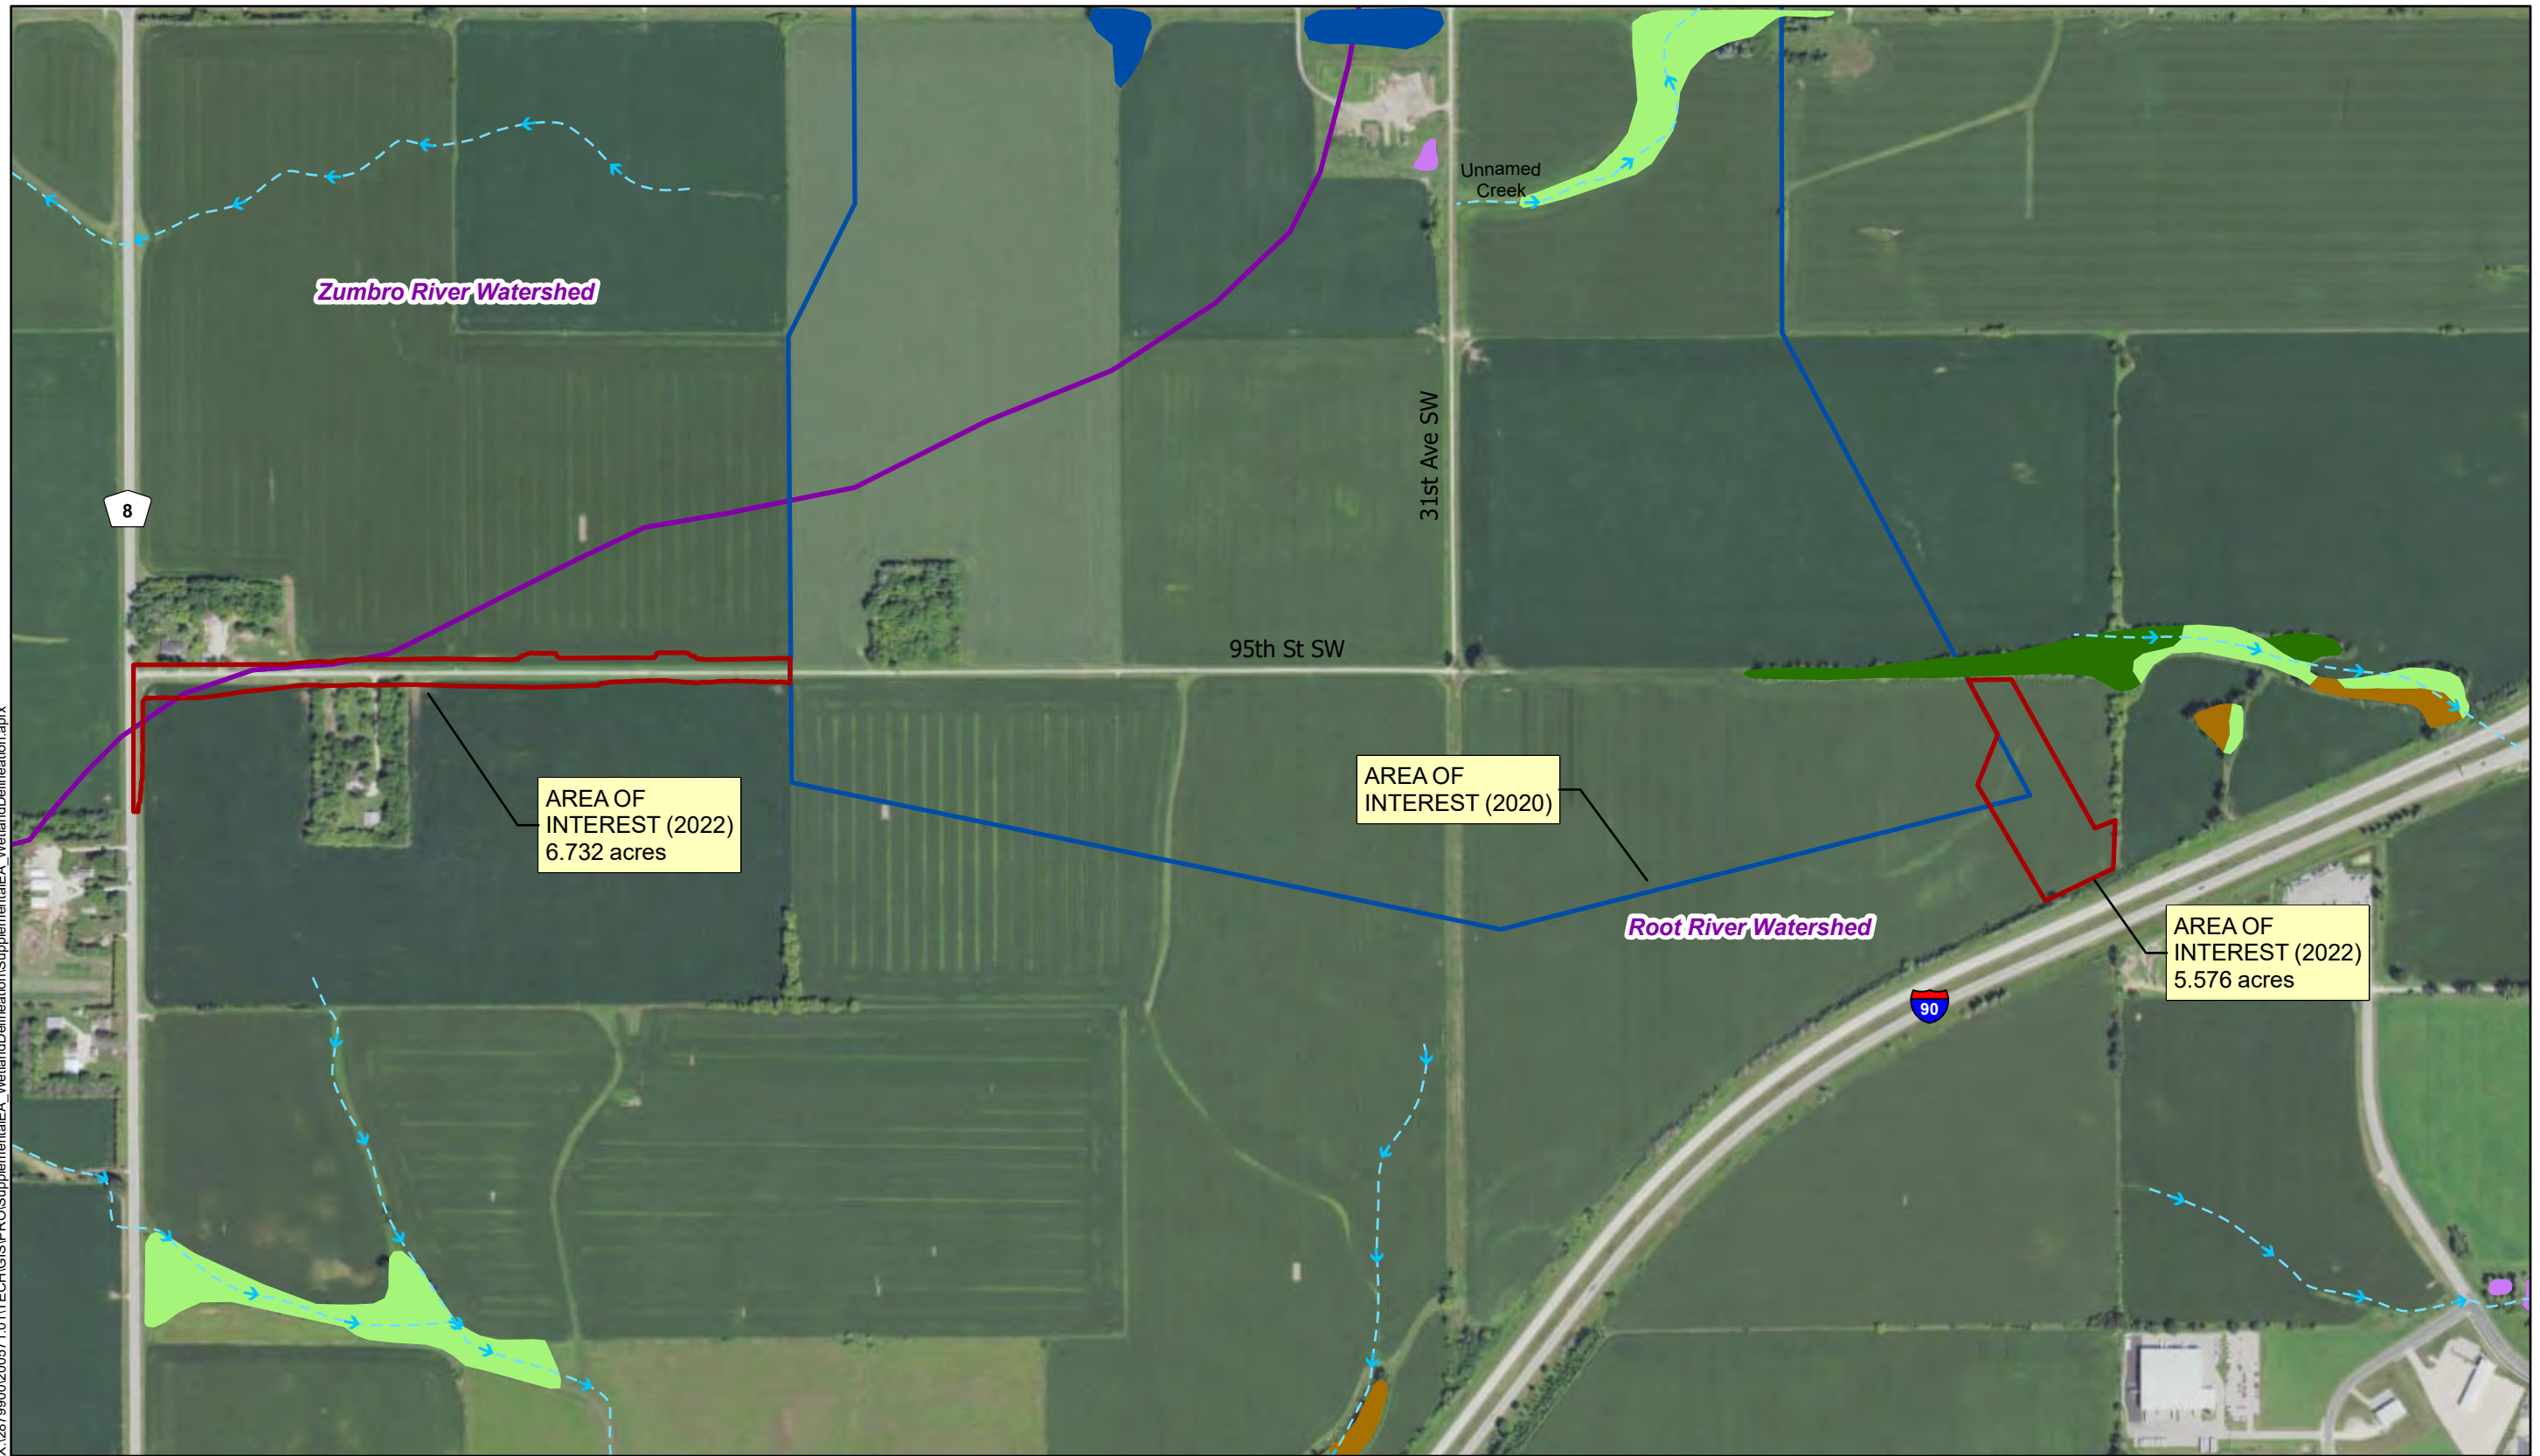 Unnamed
Creek
Zumbro River Watershed
31st Ave SW
8
95th St SW
AREA OF
INTEREST (2022)
6.732 acres
AREA OF
INTEREST (2020)
Root River Watershed
AREA OF
INTEREST (2022)
5.576 acres
90